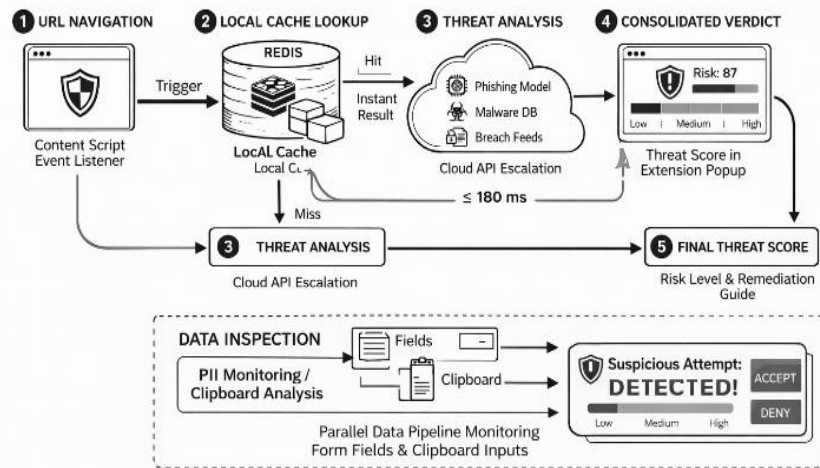 1 URL NAVIGATION
Content Script
Event Listener
Trigger
2 LOCAL CACHE LOOKUP
REDIS
LocAL Cache
Local C
Hit
Instant
Result
Miss
3 THREAT ANALYSIS
Phishing Model
Malware DB
Breach Feeds
Cloud API Escalation
≤ 180 ms
4 CONSOLIDATED VERDICT
Risk: 87
Low Medium High
Threat Score in
Extension Popup
3 THREAT ANALYSIS
Cloud API Escalation
5 FINAL THREAT SCORE
Risk Level & Remediation
Guide
DATA INSPECTION
PII Monitoring /
Clipboard Analysis
Fields
Clipboard
Parallel Data Pipeline Monitoring
Form Fields & Clipboard Inputs
Suspicious Attempt:
DETECTED!
Low Medium High
ACCEPT
DENY